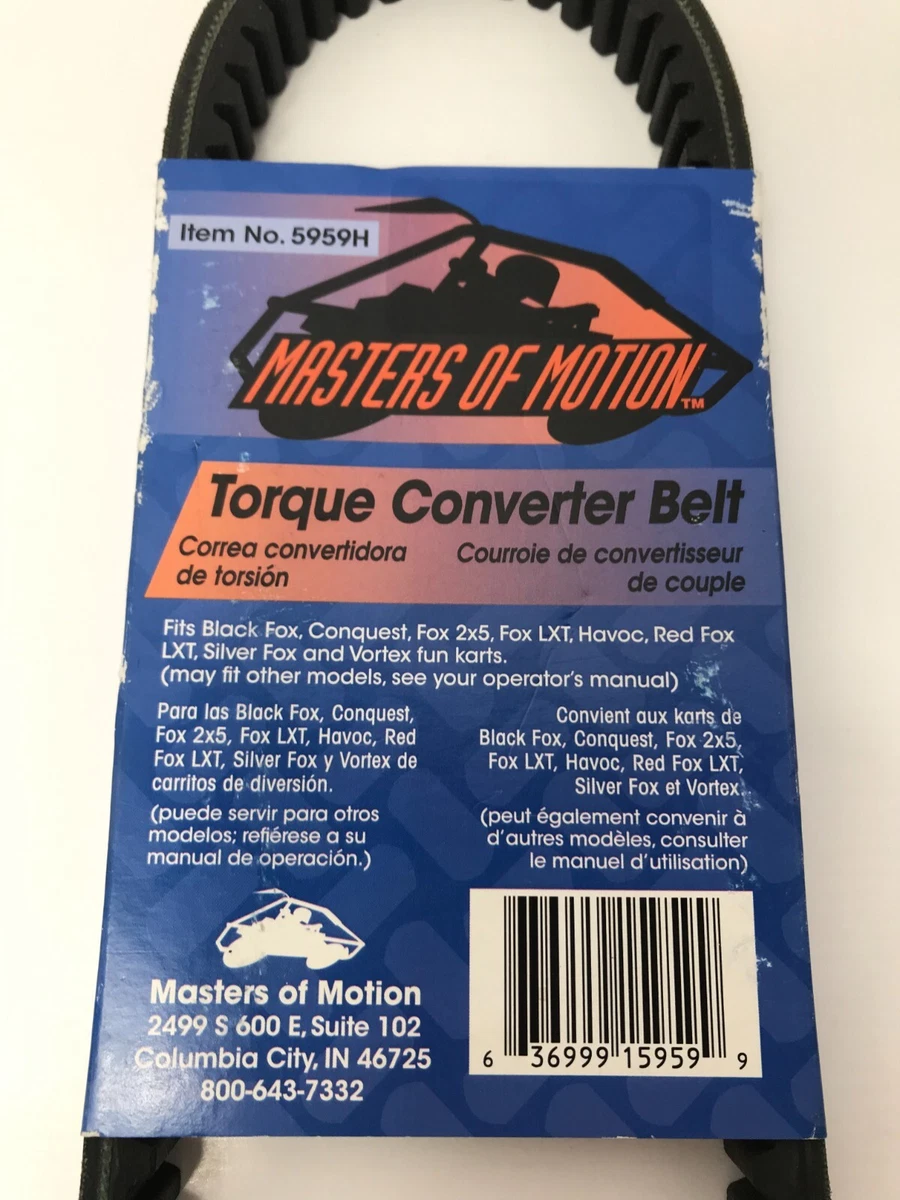 Item No. 5959H
MASTERS OF MOTION™
Torque Converter Belt
Correa convertidora
de torsión
Courroie de convertisseur
de couple
Fits Black Fox, Conquest, Fox 2x5, Fox LXT, Havoc, Red Fox
LXT, Silver Fox and Vortex fun karts.
(may fit other models, see your operator's manual)
Para las Black Fox, Conquest,
Fox 2x5, Fox LXT, Havoc, Red
Fox LXT, Silver Fox y Vortex de
carritos de diversión.
(puede servir para otros
modelos; refiérese a su
manual de operación.)
Convient aux karts de
Black Fox, Conquest, Fox 2x5,
Fox LXT, Havoc, Red Fox LXT,
Silver Fox et Vortex.
(peut également convenir à
d'autres modèles, consulter
le manuel d'utilisation)
Masters of Motion
2499 S 600 E, Suite 102
Columbia City, IN 46725
800-643-7332
6 36999 15959 9